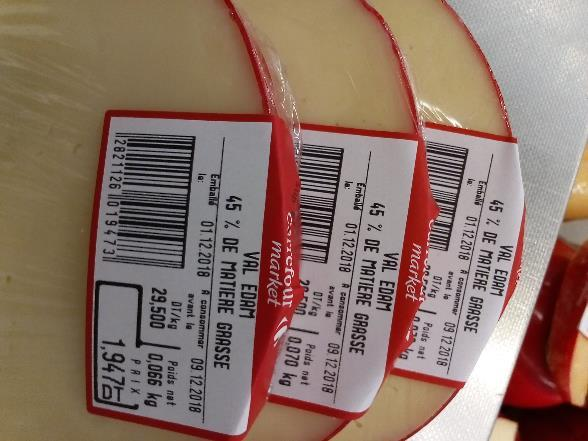 VAL EDAM
45 % DE MATIERE GRASSE
Emballé le: 01.12.2018
A consommer avant le 09.12.2018
DT/kg
29,500
Poids net
0,066 kg
PRIX
1,947
2821126 019473
Carrefour
market
VAL EDAM
45 % DE MATIERE GRASSE
Emballé le: 01.12.2018
A consommer avant le 09.12.2018
Poids net
0,070 kg
market
VAL EDAM
45 % DE MATIERE GRASSE
Emballé le: 01.12.2018
A consommer avant le 09.12.2018
DT/kg
Poids net
market